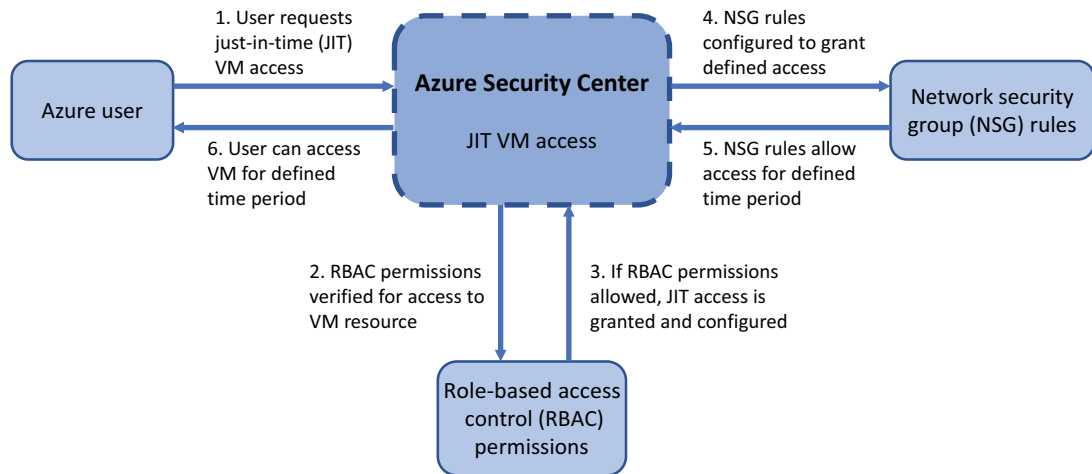 1. User requests
just-in-time (JIT)
VM access
4. NSG rules
configured to grant
defined access
Azure user
Azure Security Center
JIT VM access
Network security
group (NSG) rules
6. User can access
VM for defined
time period
5. NSG rules allow
access for defined
time period
2. RBAC permissions
verified for access to
VM resource
3. If RBAC permissions
allowed, JIT access is
granted and configured
Role-based access
control (RBAC)
permissions